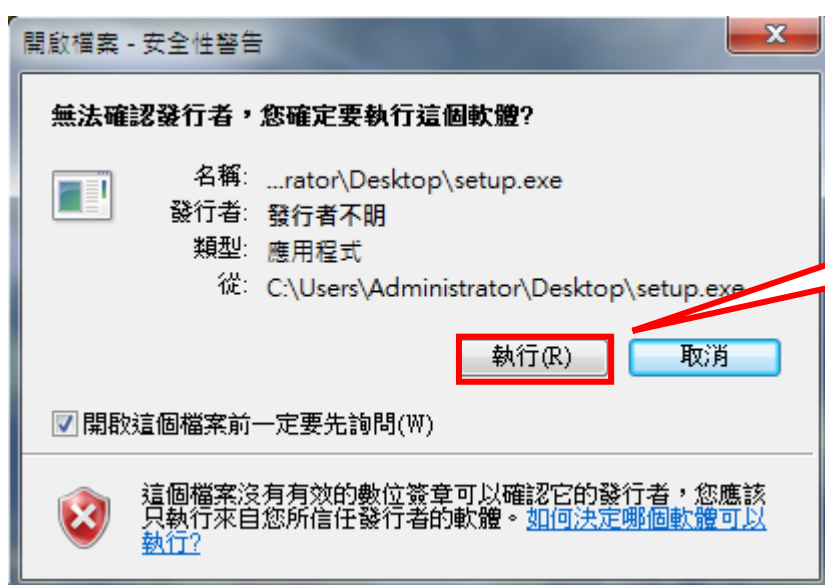 開啟檔案 - 安全性警告
無法確認發行者，您確定要執行這個軟體?
名稱: ...rator\Desktop\setup.exe
發行者: 發行者不明
類型: 應用程式
從: C:\Users\Administrator\Desktop\setup.exe
執行(R) 取消
開啟這個檔案前一定要先詢問(W)
這個檔案沒有有效的數位簽章可以確認它的發行者，您應該
只執行來自您所信任發行者的軟體。如何決定哪個軟體可以
執行?